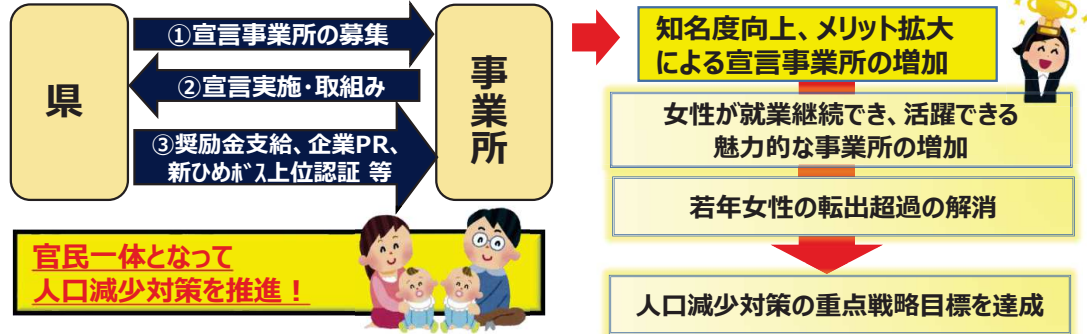 県
①宣言事業所の募集
②宣言実施・取組み
③奨励金支給、企業PR、
新ひめボス上位認証 等
事業所
官民一体となって
人口減少対策を推進！
知名度向上、メリット拡大
による宣言事業所の増加
女性が就業継続でき、活躍できる
魅力的な事業所の増加
若年女性の転出超過の解消
人口減少対策の重点戦略目標を達成